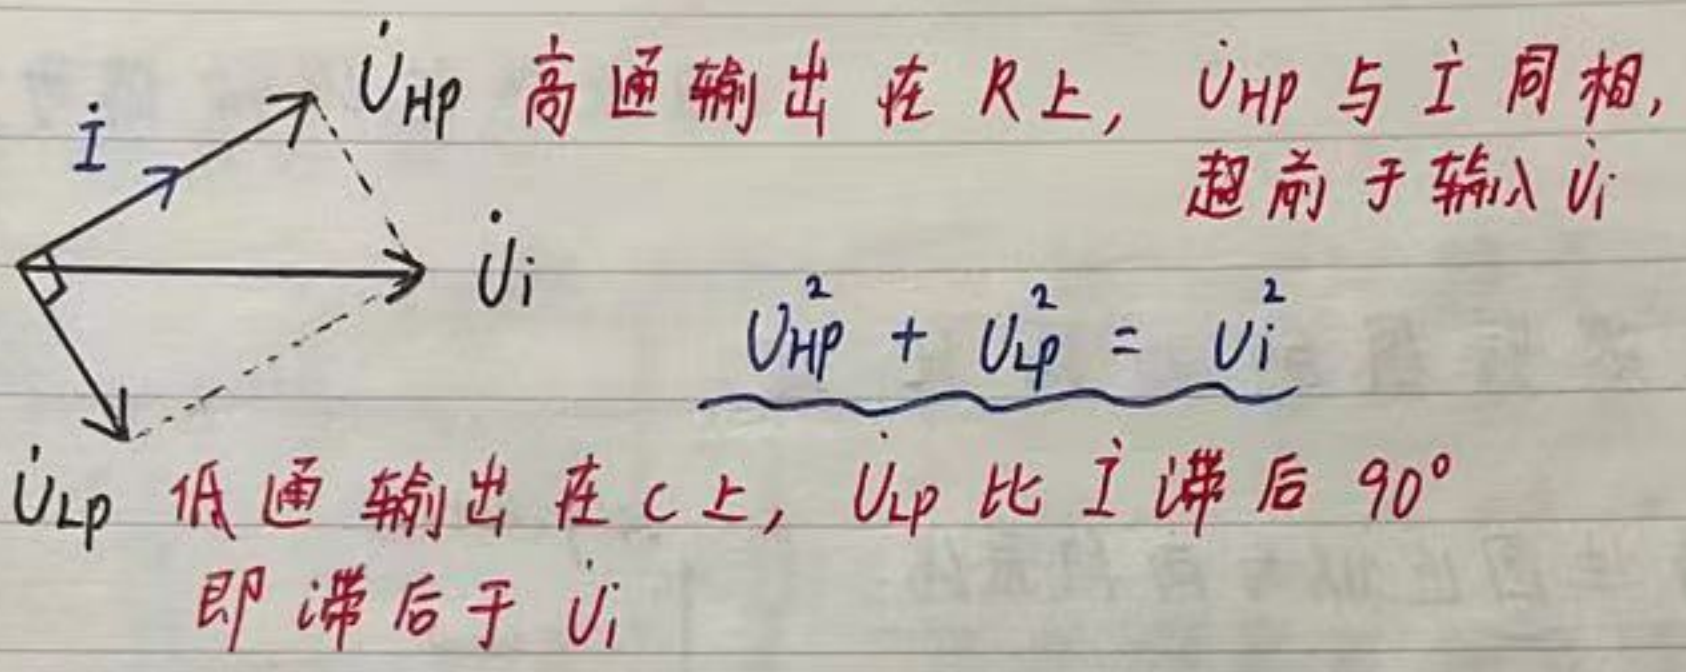 U̇HP 高通输出在R上, U̇HP与İ同相,
İ
超前于输入U̇i
U̇i
U²HP + U²LP = Ui²
U̇LP 低通输出在C上, U̇LP比İ滞后90°
即滞后于U̇i